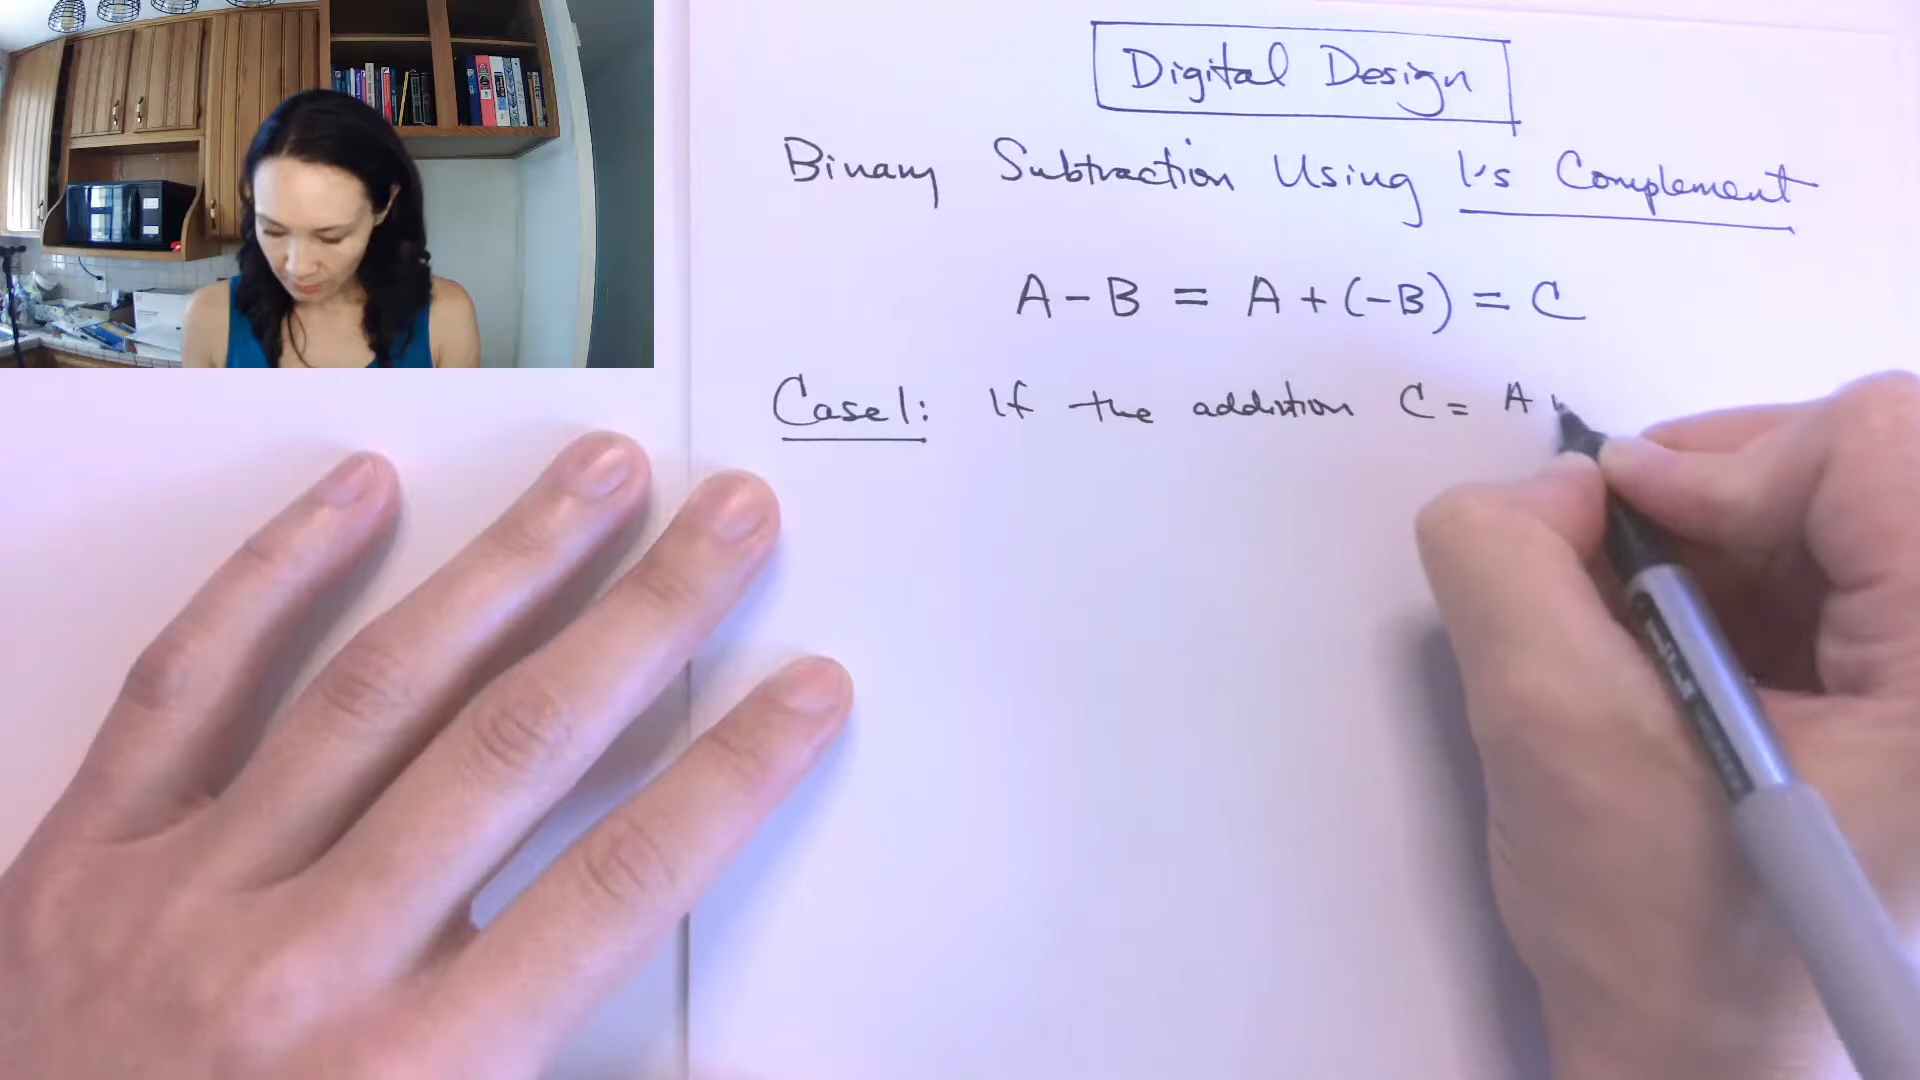 Digital Design
Binary Subtraction Using 1's Complement
A - B = A + (-B) = C
Case 1: If the addition C = A